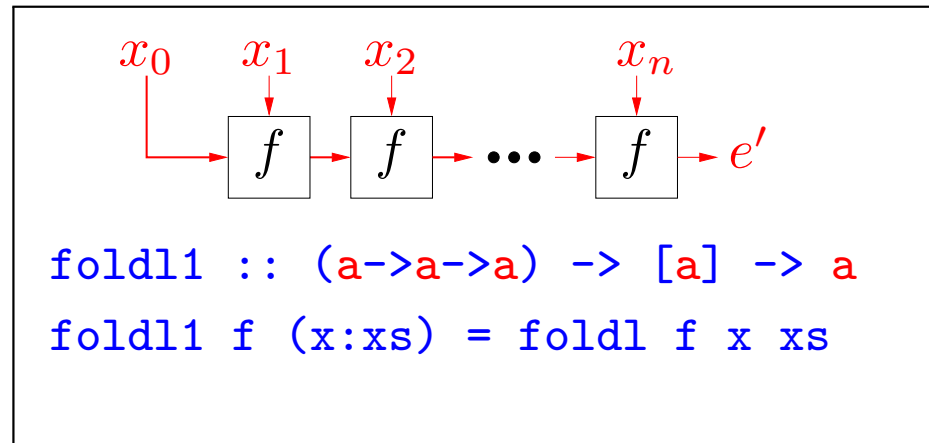 x₀ x₁ x₂ xₙ
f f ••• f e′
foldl1 :: (a->a->a) -> [a] -> a
foldl1 f (x:xs) = foldl f x xs